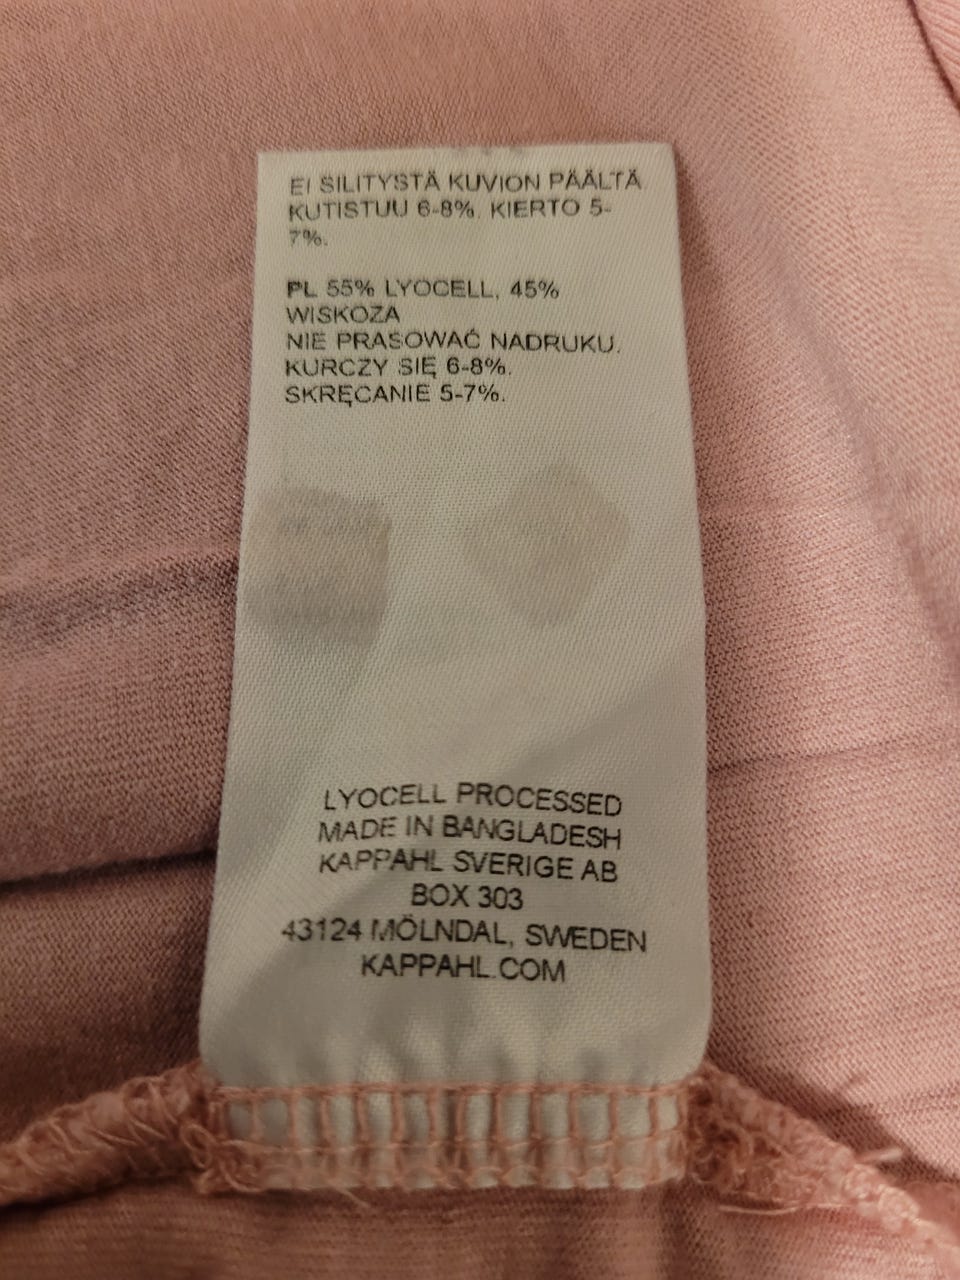 EI SILITYSTÄ KUVION PÄÄLTÄ
KUTISTUU 6-8%. KIERTO 5-
7%.
PL 55% LYOCELL, 45%
WISKOZA
NIE PRASOWAĆ NADRUKU.
KURCZY SIĘ 6-8%.
SKRĘCANIE 5-7%.
LYOCELL PROCESSED
MADE IN BANGLADESH
KAPPAHL SVERIGE AB
BOX 303
43124 MÖLNDAL, SWEDEN
KAPPAHL.COM